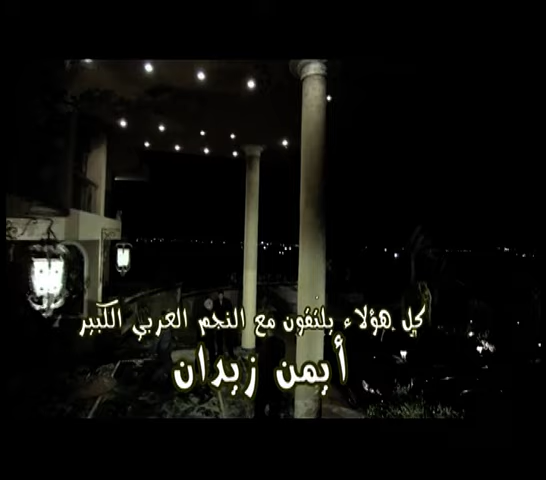 كل هؤلاء يلتقون مع النجم العربي الكبير
أيمن زيدان